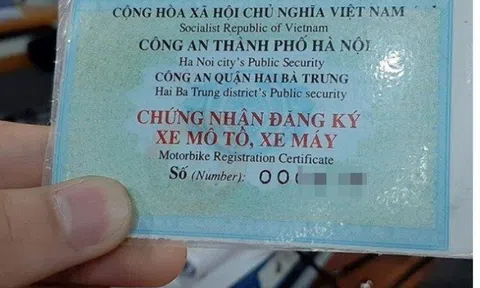 CỘNG HÒA XÃ HỘI CHỦ NGHĨA VIỆT NAM
Socialist Republic of Vietnam
CÔNG AN THÀNH PHỐ HÀ NỘI
Ha Noi city's Public Security
CÔNG AN QUẬN HAI BÀ TRƯNG
Hai Ba Trung district's Public security
CHỨNG NHẬN ĐĂNG KÝ
XE MÔ TÔ, XE MÁY
Motorbike Registration Certificate
Số (Number): 00